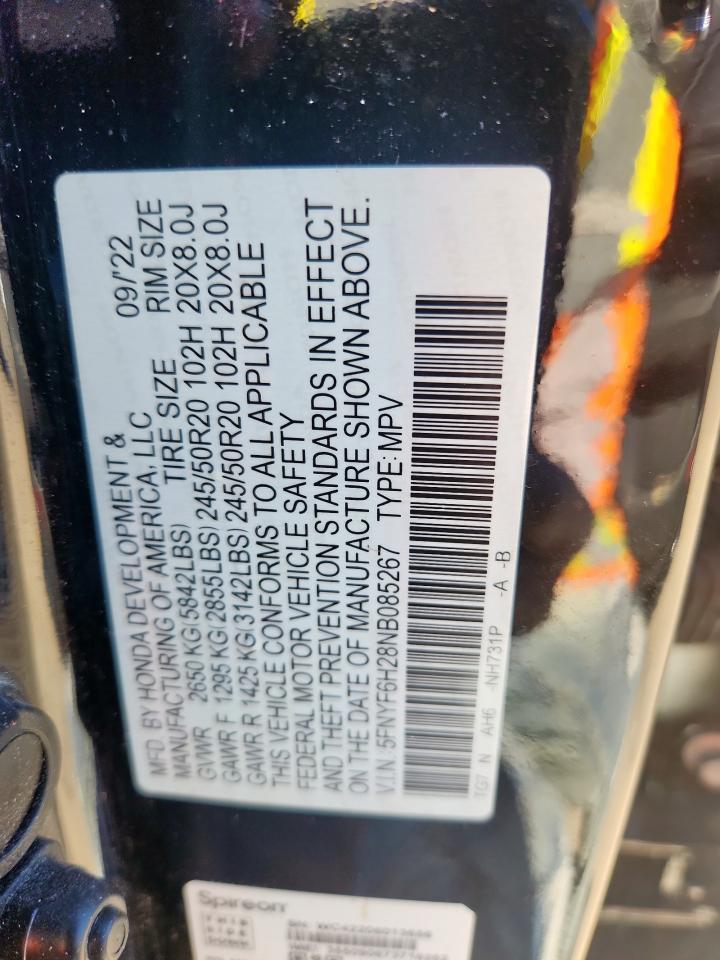 MFD. BY HONDA DEVELOPMENT & 09/'22
MANUFACTURING OF AMERICA, LLC
GVWR 2650 KG(5842LBS) TIRE SIZE RIM SIZE
GAWR F 1295 KG(2855LBS) 245/50R20 102H 20X8.0J
GAWR R 1425 KG(3142LBS) 245/50R20 102H 20X8.0J
THIS VEHICLE CONFORMS TO ALL APPLICABLE
FEDERAL MOTOR VEHICLE SAFETY
AND THEFT PREVENTION STANDARDS IN EFFECT
ON THE DATE OF MANUFACTURE SHOWN ABOVE.
V.I.N.: 5FNYF6H28NB085267 TYPE: MPV
TG7 N AH6 -NH731P -A -B
Spireon